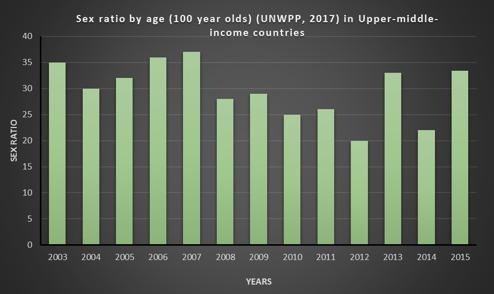 Sex ratio by age (100 year olds) (UNWPP, 2017) in Upper-middle-
income countries
40
35
30
25
20
15
10
5
0
SEX RATIO
2003 2004 2005 2006 2007 2008 2009 2010 2011 2012 2013 2014 2015
YEARS